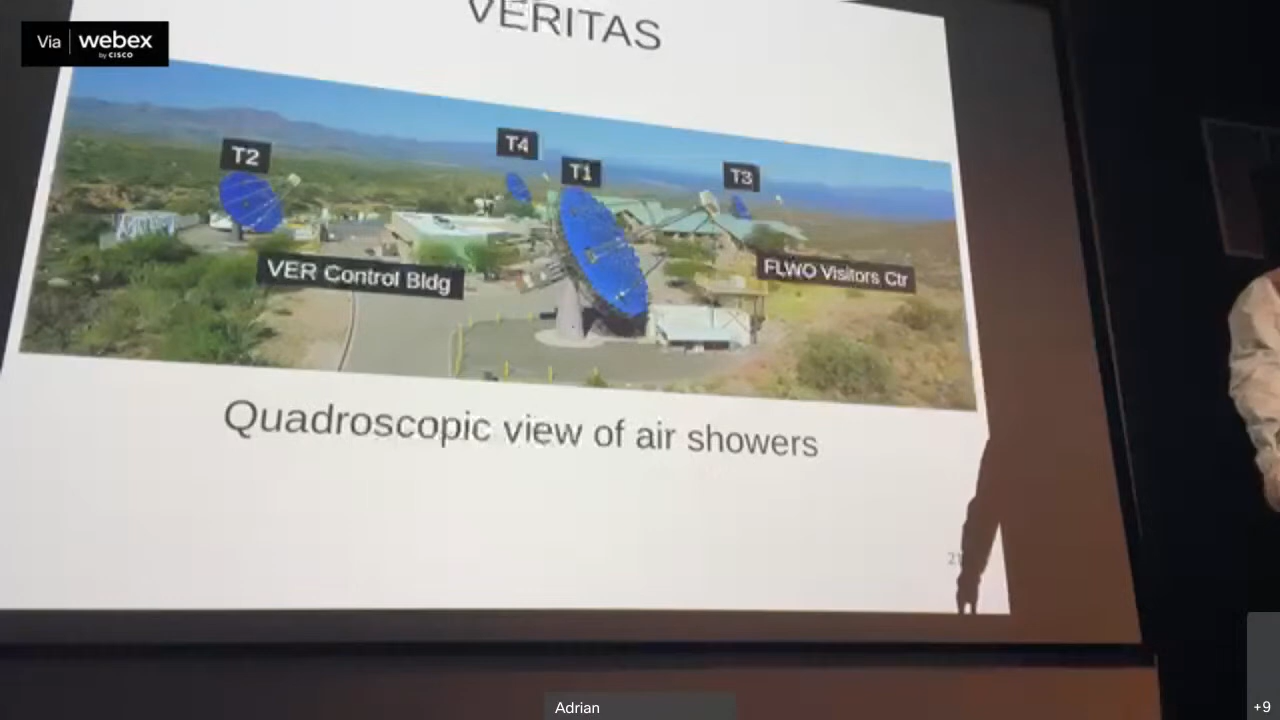 Via webex
by CISCO
VERITAS
T2
T4
T1
T3
VER Control Bldg
FLWO Visitors Ctr
Quadroscopic view of air showers
Adrian
+9